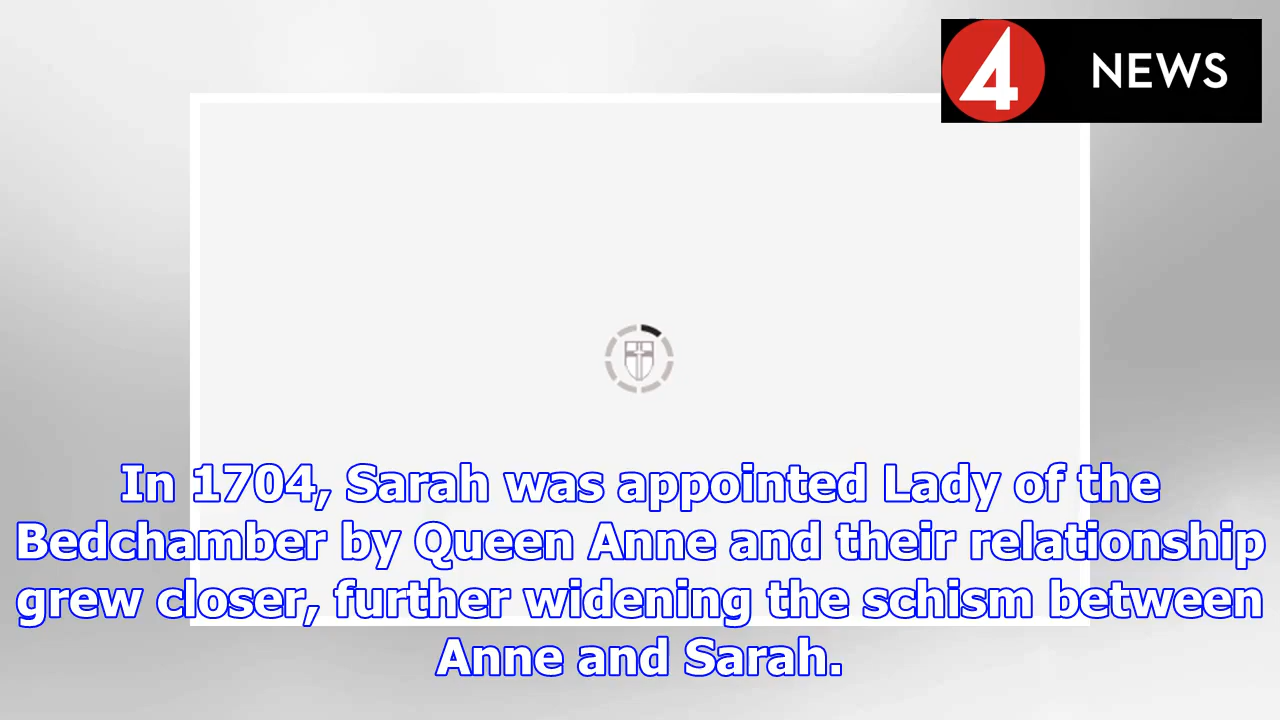 4 NEWS
In 1704, Sarah was appointed Lady of the
Bedchamber by Queen Anne and their relationship
grew closer, further widening the schism between
Anne and Sarah.